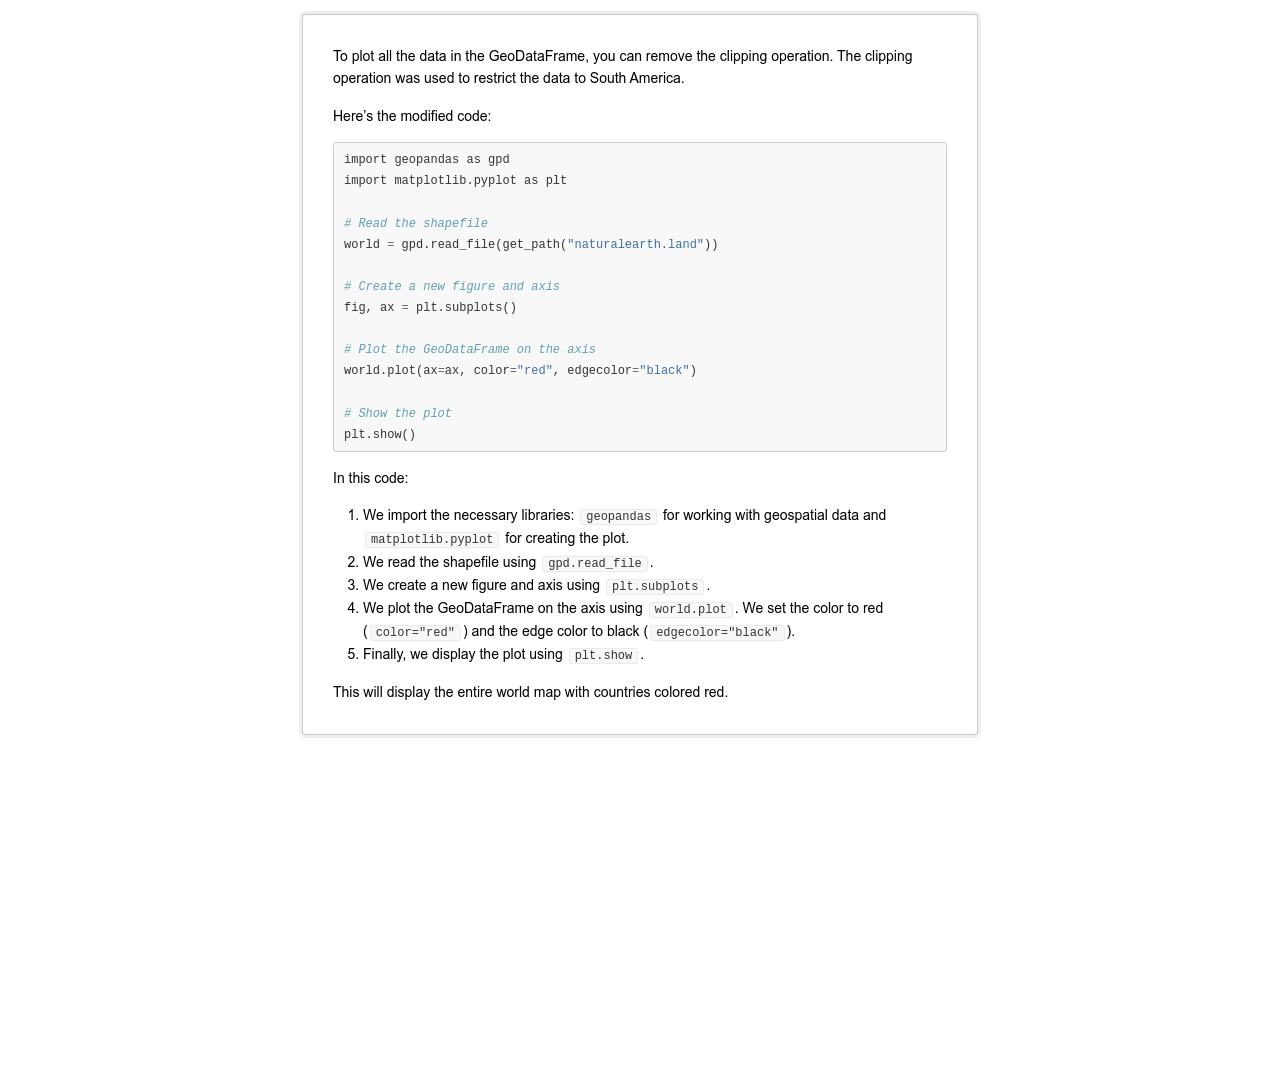 To plot all the data in the GeoDataFrame, you can remove the clipping operation. The clipping
operation was used to restrict the data to South America.
Here's the modified code:
import geopandas as gpd
import matplotlib.pyplot as plt
# Read the shapefile
world = gpd.read_file(get_path("naturalearth.land"))
# Create a new figure and axis
fig, ax = plt.subplots()
# Plot the GeoDataFrame on the axis
world.plot(ax=ax, color="red", edgecolor="black")
# Show the plot
plt.show()
In this code:
1. We import the necessary libraries: geopandas for working with geospatial data and
matplotlib.pyplot for creating the plot.
2. We read the shapefile using gpd.read_file.
3. We create a new figure and axis using plt.subplots.
4. We plot the GeoDataFrame on the axis using world.plot. We set the color to red
(color="red") and the edge color to black (edgecolor="black").
5. Finally, we display the plot using plt.show.
This will display the entire world map with countries colored red.